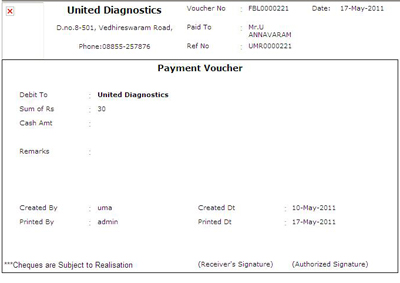 United Diagnostics
D.no.8-501, Vedhireswaram Road,
Phone:08855-257876
Voucher No : FBL0000221 Date: 17-May-2011
Paid To : Mr.U
ANNAVARAM
Ref No : UMR0000221
Payment Voucher
Debit To : United Diagnostics
Sum of Rs : 30
Cash Amt :
Remarks :
Created By : uma Created Dt : 10-May-2011
Printed By : admin Printed Dt : 17-May-2011
***Cheques are Subject to Realisation (Receiver's Signature) (Authorized Signature)